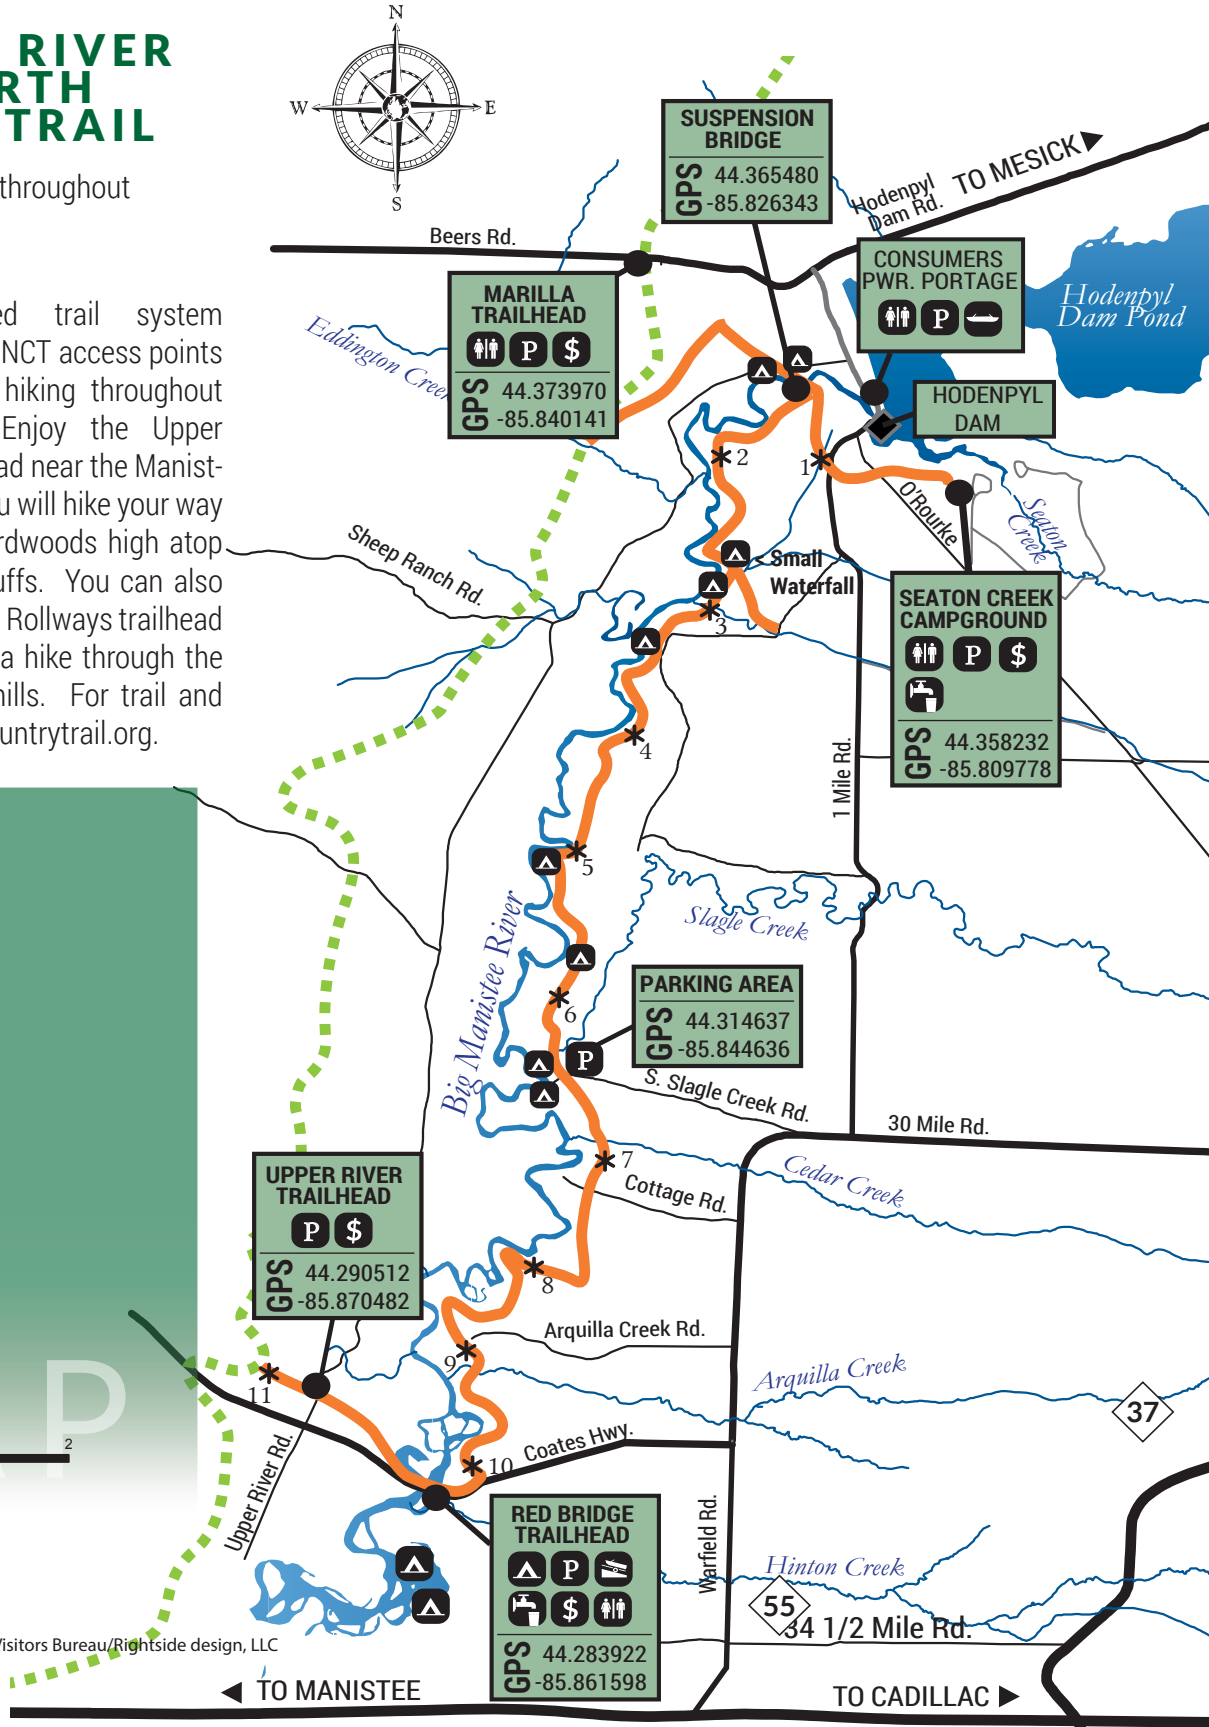 RIVER
RTH
TRAIL
throughout
ed trail system
NCT access points
hiking throughout
Enjoy the Upper
ad near the Manist-
u will hike your way
rdwoods high atop
uffs. You can also
Rollways trailhead
a hike through the
hills. For trail and
untrytrail.org.
N
W
E
S
SUSPENSION
BRIDGE
GPS
44.365480
-85.826343
Hodenpyl
Dam Rd.
TO MESICK
Beers Rd.
CONSUMERS
PWR. PORTAGE
P
Hodenpyl
Dam Pond
MARILLA
TRAILHEAD
P $
GPS
44.373970
-85.840141
Eddington Creek
HODENPYL
DAM
2
1
O'Rourke
Seaton
Creek
Sheep Ranch Rd.
< Small
Waterfall
3
SEATON CREEK
CAMPGROUND
P $
GPS
44.358232
-85.809778
4
1 Mile Rd.
5
Slagle Creek
Big Manistee River
6
PARKING AREA
GPS
44.314637
-85.844636
P
S. Slagle Creek Rd.
30 Mile Rd.
7
Cottage Rd.
Cedar Creek
UPPER RIVER
TRAILHEAD
P $
GPS
44.290512
-85.870482
8
Arquilla Creek Rd.
9
Arquilla Creek
11
37
P
2
Upper River Rd.
10
Coates Hwy.
RED BRIDGE
TRAILHEAD
P
$
GPS
44.283922
-85.861598
Warfield Rd.
Hinton Creek
55
34 1/2 Mile Rd.
Visitors Bureau/Rightside design, LLC
TO MANISTEE
TO CADILLAC